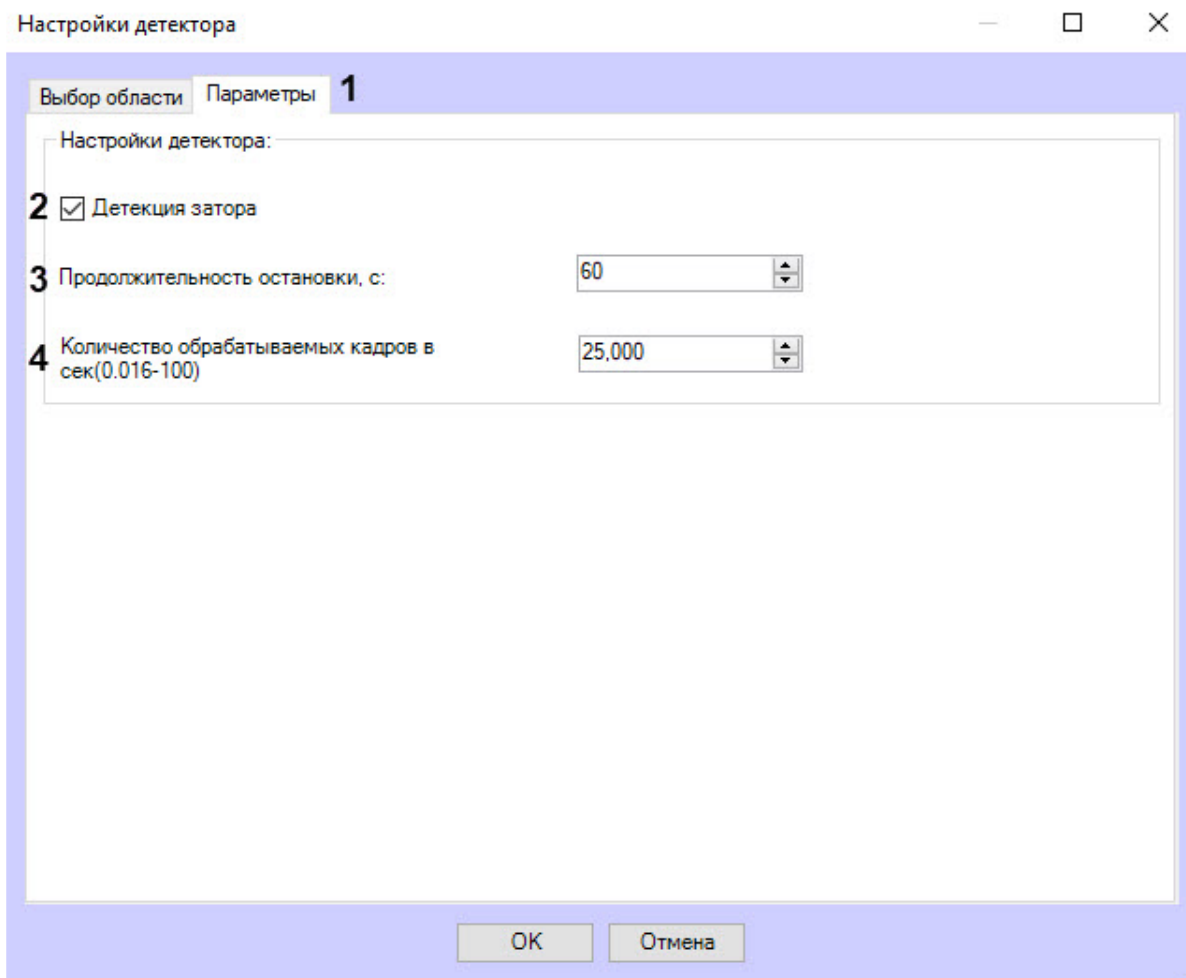 Настройки детектора
Выбор области Параметры 1
Настройки детектора:
2 Детекция затора
3 Продолжительность остановки, с: 60
4 Количество обрабатываемых кадров в
сек(0.016-100) 25,000
OK Отмена